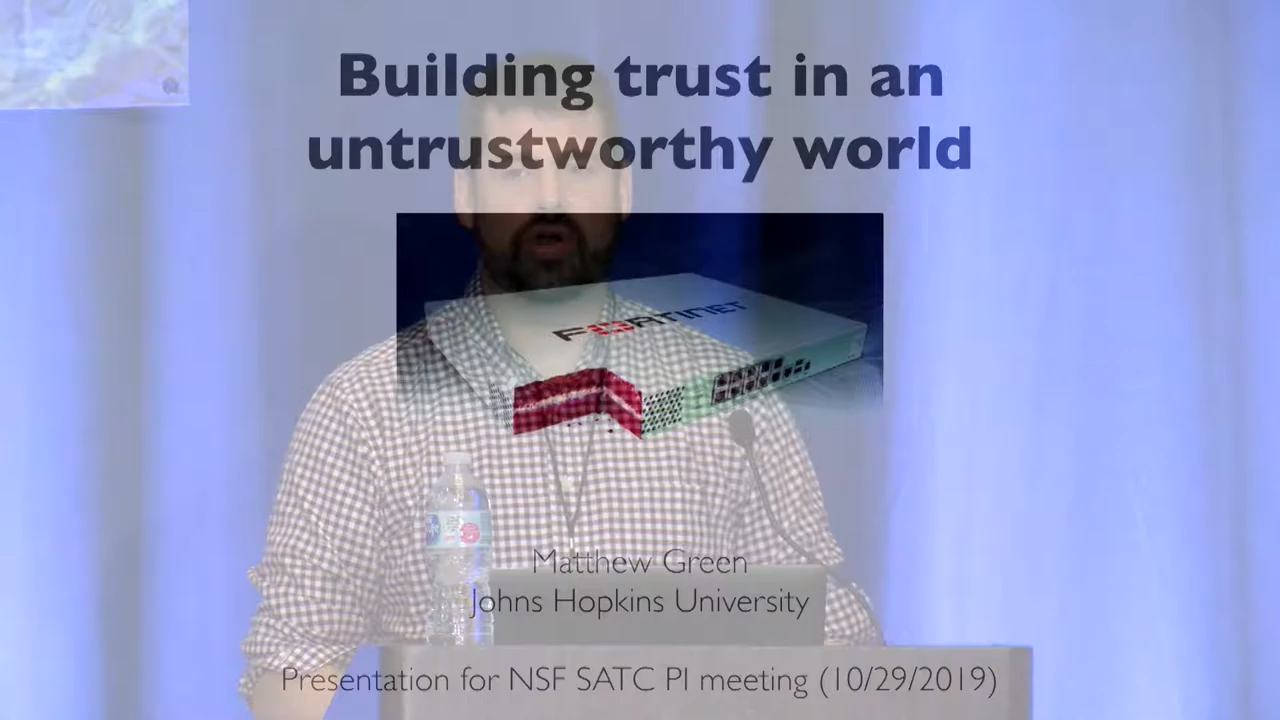 Building trust in an
untrustworthy world
FORTINET
Matthew Green
Johns Hopkins University
Presentation for NSF SATC PI meeting (10/29/2019)